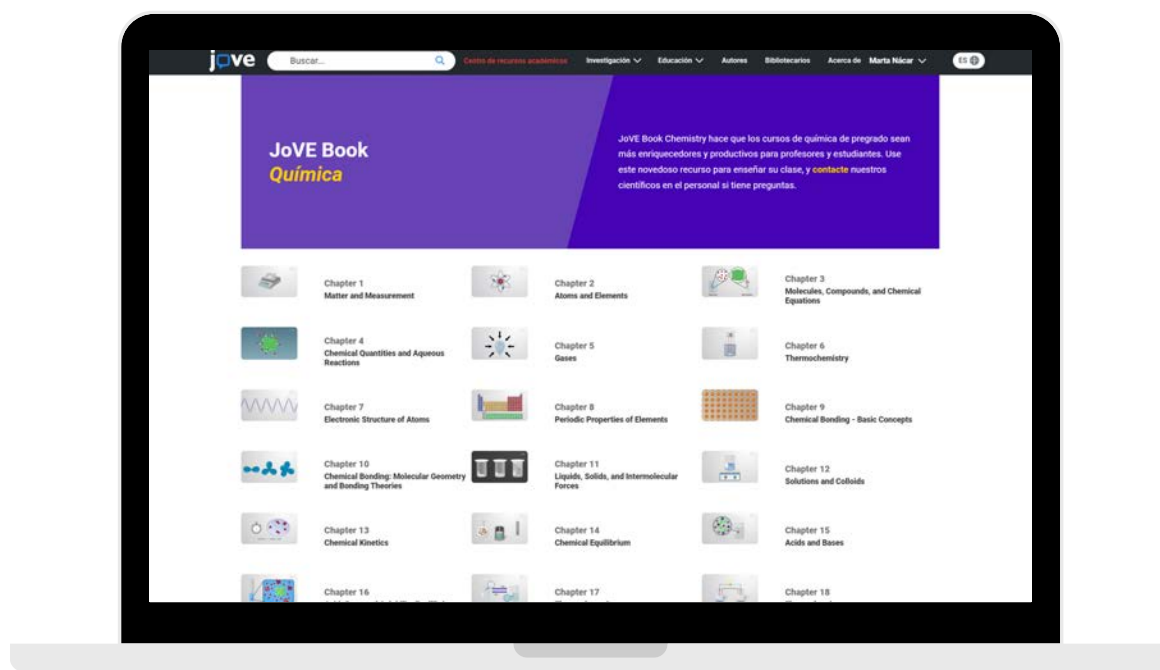 jove
Buscar...
Centro de recursos académicos
Investigación
Educación
Autores
Bibliotecarios
Acerca de
Marta Nácar
ES
JoVE Book
Química
JoVE Book Chemistry hace que los cursos de química de pregrado sean
más enriquecedores y productivos para profesores y estudiantes. Use
este novedoso recurso para enseñar su clase, y contacte nuestros
científicos en el personal si tiene preguntas.
Chapter 1
Matter and Measurement
Chapter 2
Atoms and Elements
Chapter 3
Molecules, Compounds, and Chemical
Equations
Chapter 4
Chemical Quantities and Aqueous
Reactions
Chapter 5
Gases
Chapter 6
Thermochemistry
Chapter 7
Electronic Structure of Atoms
Chapter 8
Periodic Properties of Elements
Chapter 9
Chemical Bonding - Basic Concepts
Chapter 10
Chemical Bonding: Molecular Geometry
and Bonding Theories
Chapter 11
Liquids, Solids, and Intermolecular
Forces
Chapter 12
Solutions and Colloids
Chapter 13
Chemical Kinetics
Chapter 14
Chemical Equilibrium
Chapter 15
Acids and Bases
Chapter 16
Chapter 17
Chapter 18